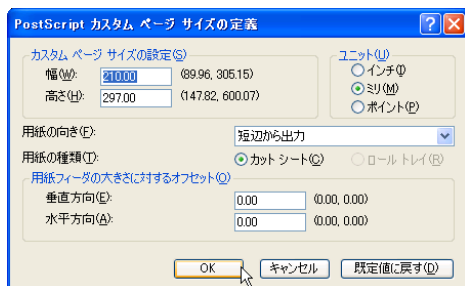 PostScript カスタム ページ サイズの定義
カスタム ページ サイズの設定(S)
幅(W): 210.00 (89.96, 305.15)
高さ(H): 297.00 (147.82, 600.07)
ユニット(U)
インチ(I)
ミリ(M)
ポイント(P)
用紙の向き(F): 短辺から出力
用紙の種類(T): カット シート(C) ロール トレイ(R)
用紙フィーダの大きさに対するオフセット(O)
垂直方向(E): 0.00 (0.00, 0.00)
水平方向(A): 0.00 (0.00, 0.00)
OK キャンセル 既定値に戻す(D)